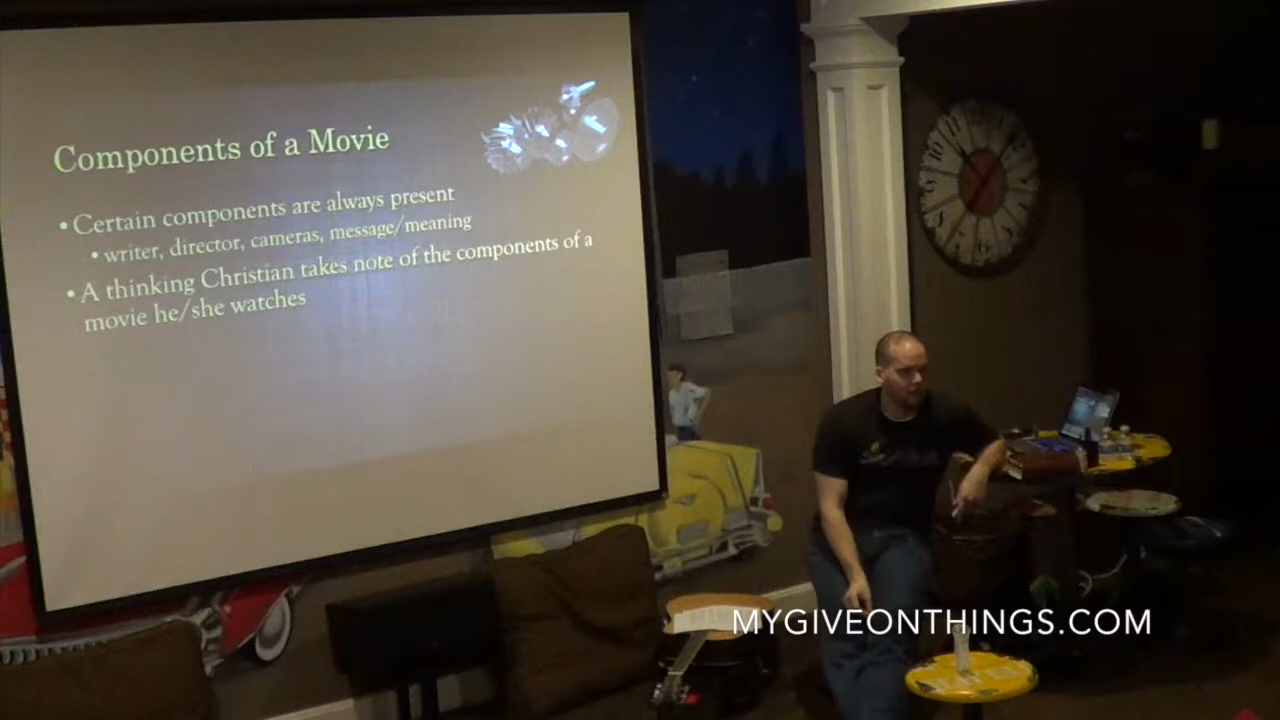 Components of a Movie
• Certain components are always present
• writer, director, cameras, message/meaning
• A thinking Christian takes note of the components of a
movie he/she watches
MYGIVEONTHINGS.COM